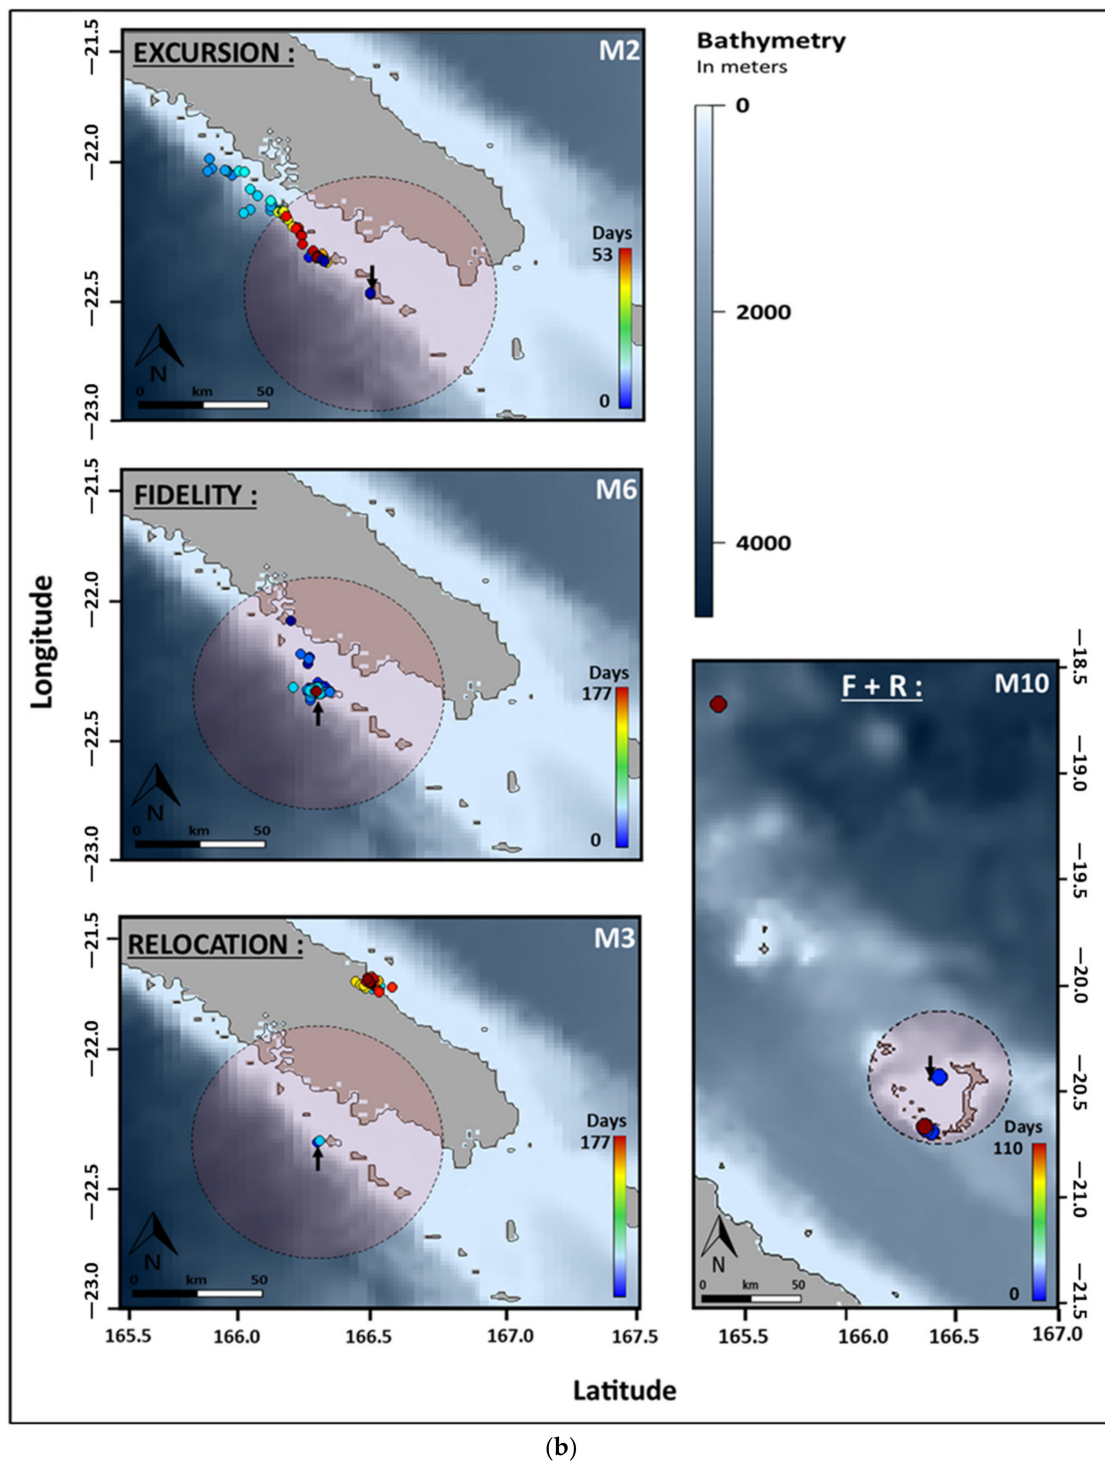 EXCURSION :
M2
−21.5
−22.0
−22.5
−23.0
Days
53
0
N
0 km 50
Bathymetry
In meters
0
2000
4000
FIDELITY :
M6
−21.5
−22.0
−22.5
−23.0
Days
177
0
N
0 km 50
Longitude
RELOCATION :
M3
−21.5
−22.0
−22.5
−23.0
Days
177
N
0 km 50
165.5 166.0 166.5 167.0 167.5
F + R :
M10
−18.5
−19.0
−19.5
−20.0
−20.5
−21.0
−21.5
Days
110
0
N
0 km 50
165.5 166.0 166.5 167.0
Latitude
(b)